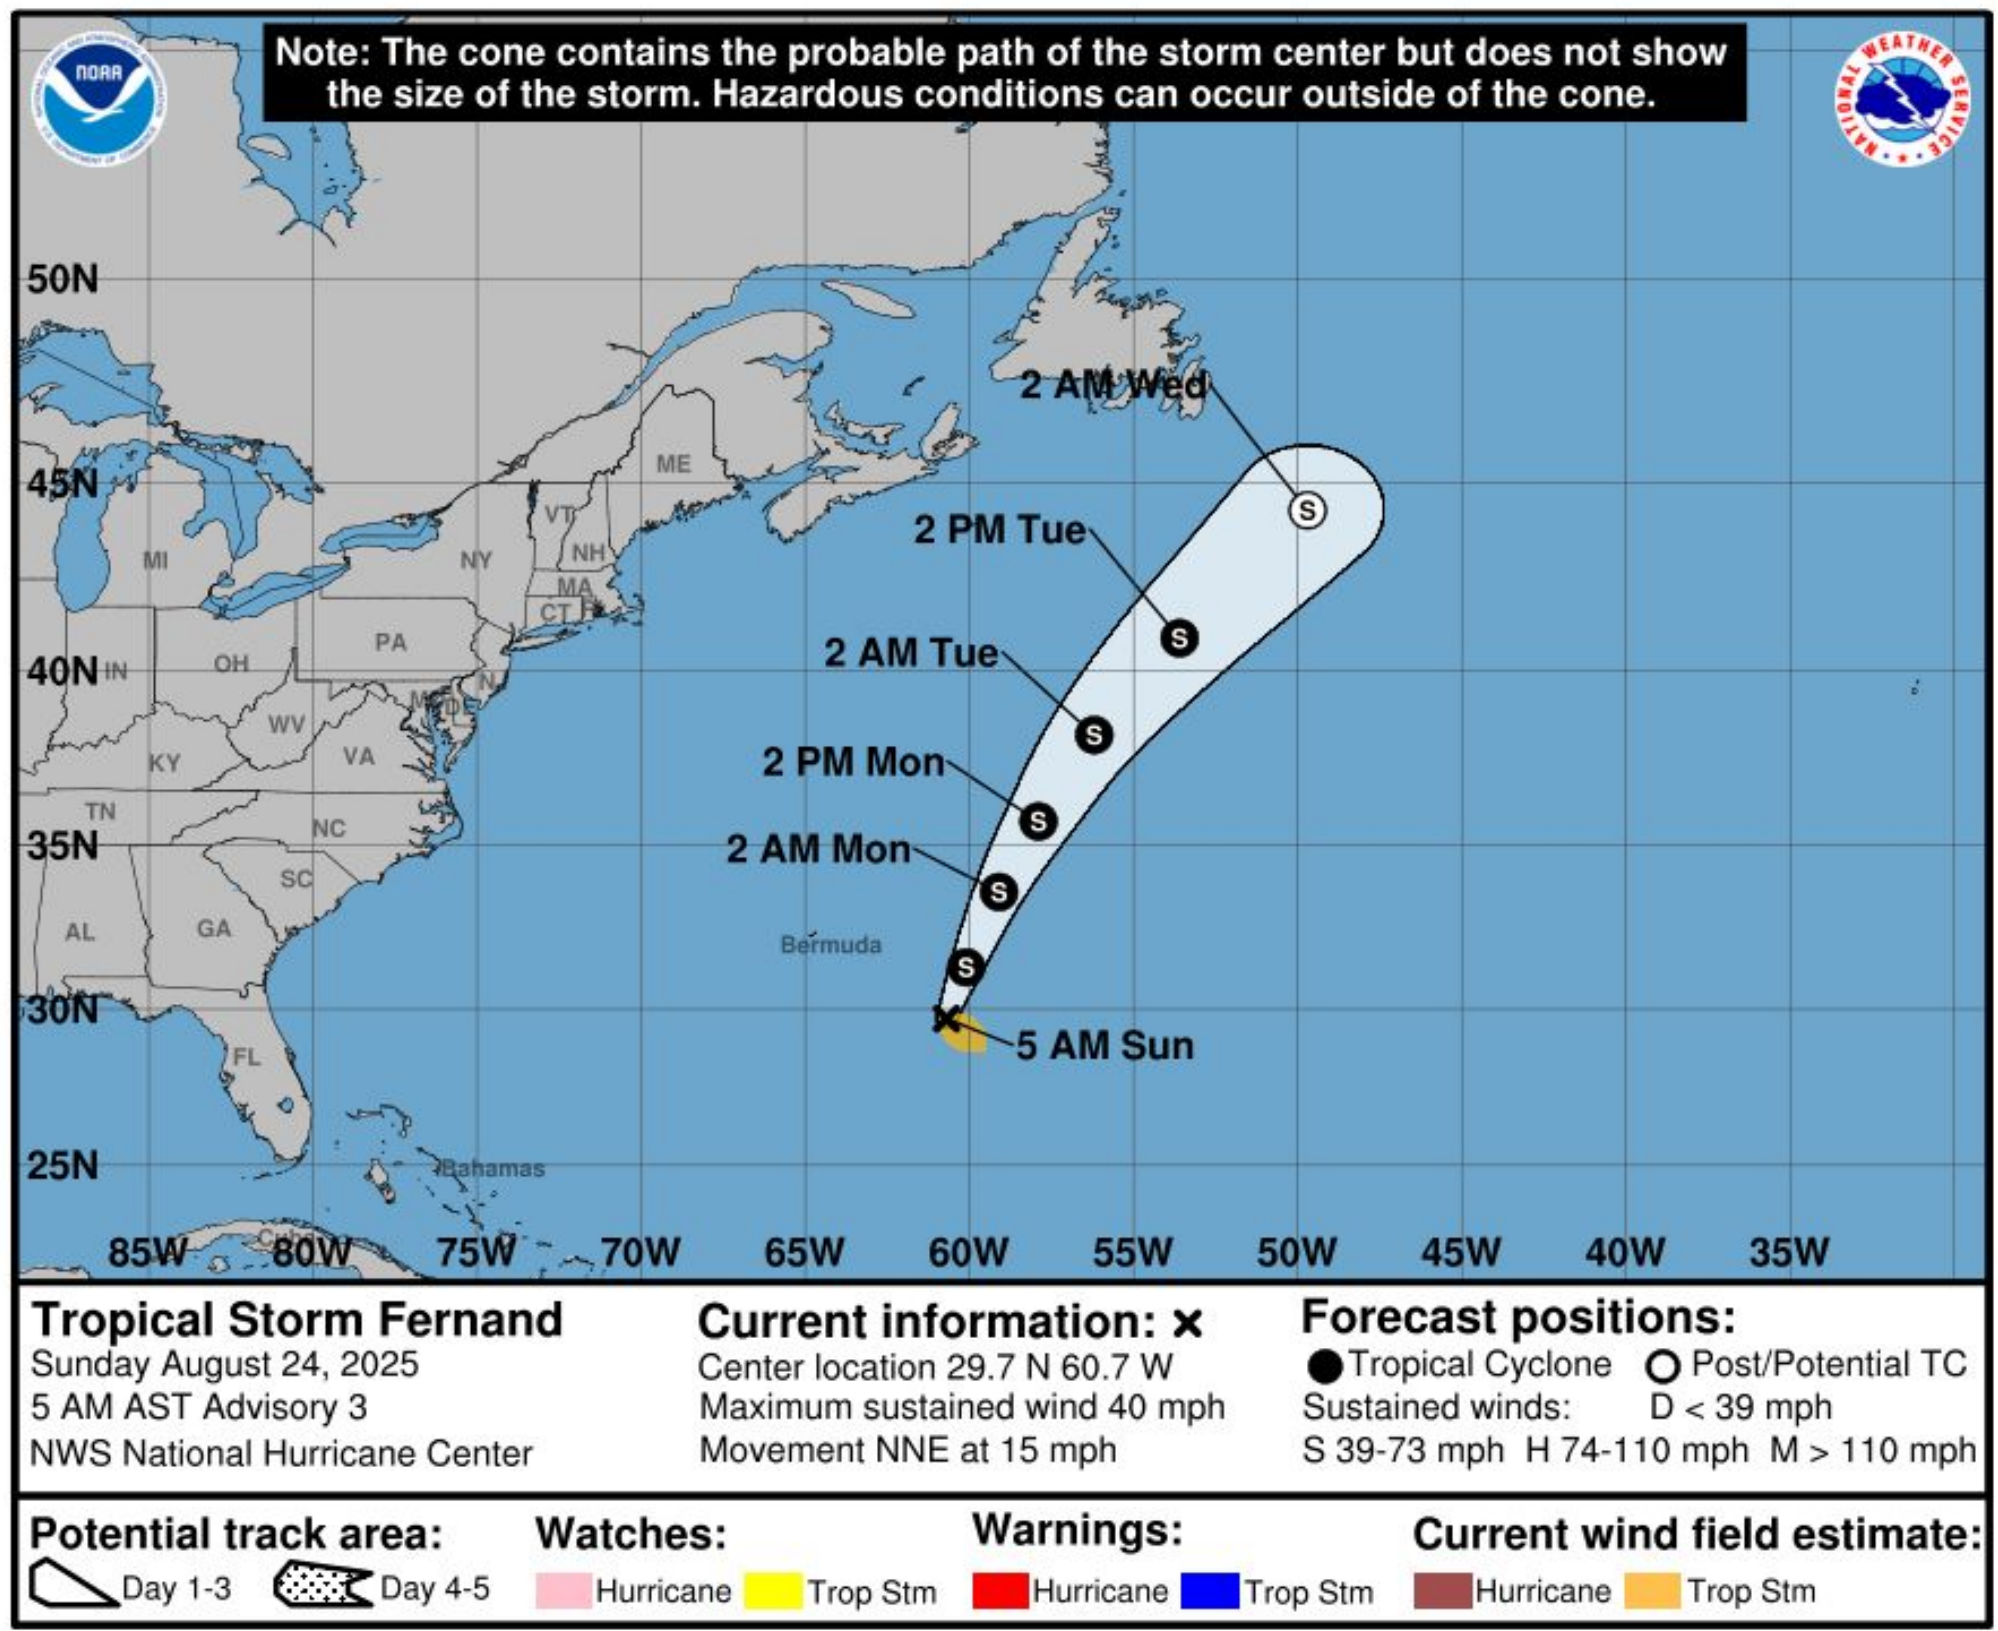 Note: The cone contains the probable path of the storm center but does not show
the size of the storm. Hazardous conditions can occur outside of the cone.
NOAA
NATIONAL WEATHER SERVICE
50N
2 AM Wed
45N
ME
VT
2 PM Tue
NH
MI
NY
MA
CT
PA
2 AM Tue
OH
40N
IN
WV
VA
2 PM Mon
KY
TN
NC
35N
2 AM Mon
SC
GA
AL
Bermuda
30N
5 AM Sun
FL
25N
Bahamas
Cuba
85W 80W 75W 70W 65W 60W 55W 50W 45W 40W 35W
S
S
S
S
S
S
Tropical Storm Fernand
Sunday August 24, 2025
5 AM AST Advisory 3
NWS National Hurricane Center
Current information: ×
Center location 29.7 N 60.7 W
Maximum sustained wind 40 mph
Movement NNE at 15 mph
Forecast positions:
Tropical Cyclone Post/Potential TC
Sustained winds: D < 39 mph
S 39-73 mph H 74-110 mph M > 110 mph
Potential track area:
Day 1-3 Day 4-5
Watches:
Hurricane Trop Stm
Warnings:
Hurricane Trop Stm
Current wind field estimate:
Hurricane Trop Stm